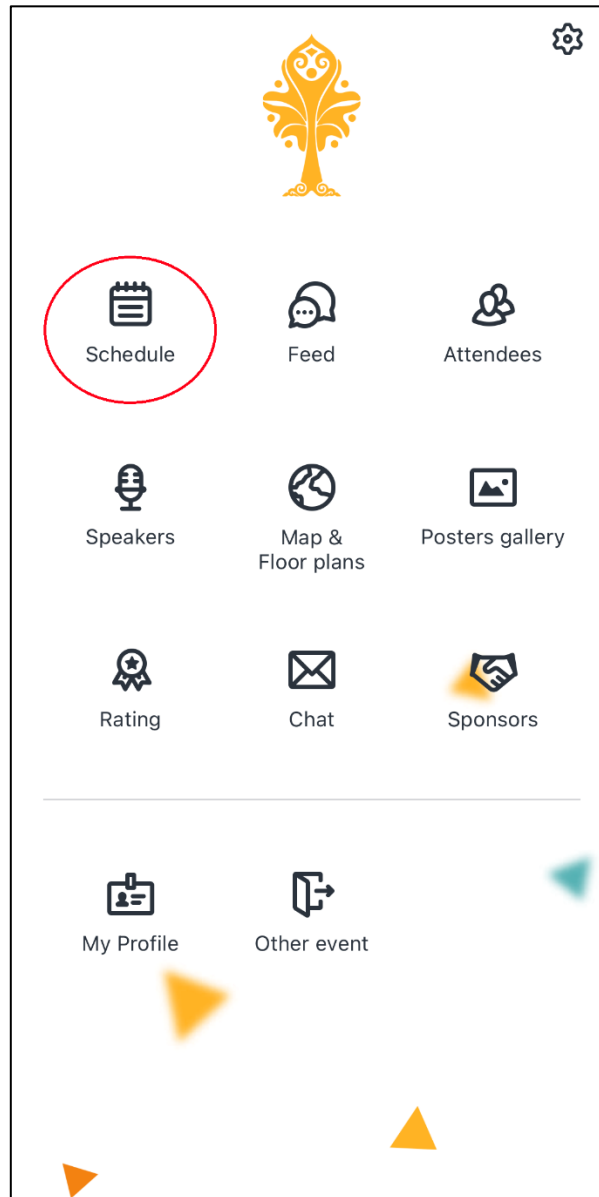 Schedule
Feed
Attendees
Speakers
Map &
Floor plans
Posters gallery
Rating
Chat
Sponsors
My Profile
Other event